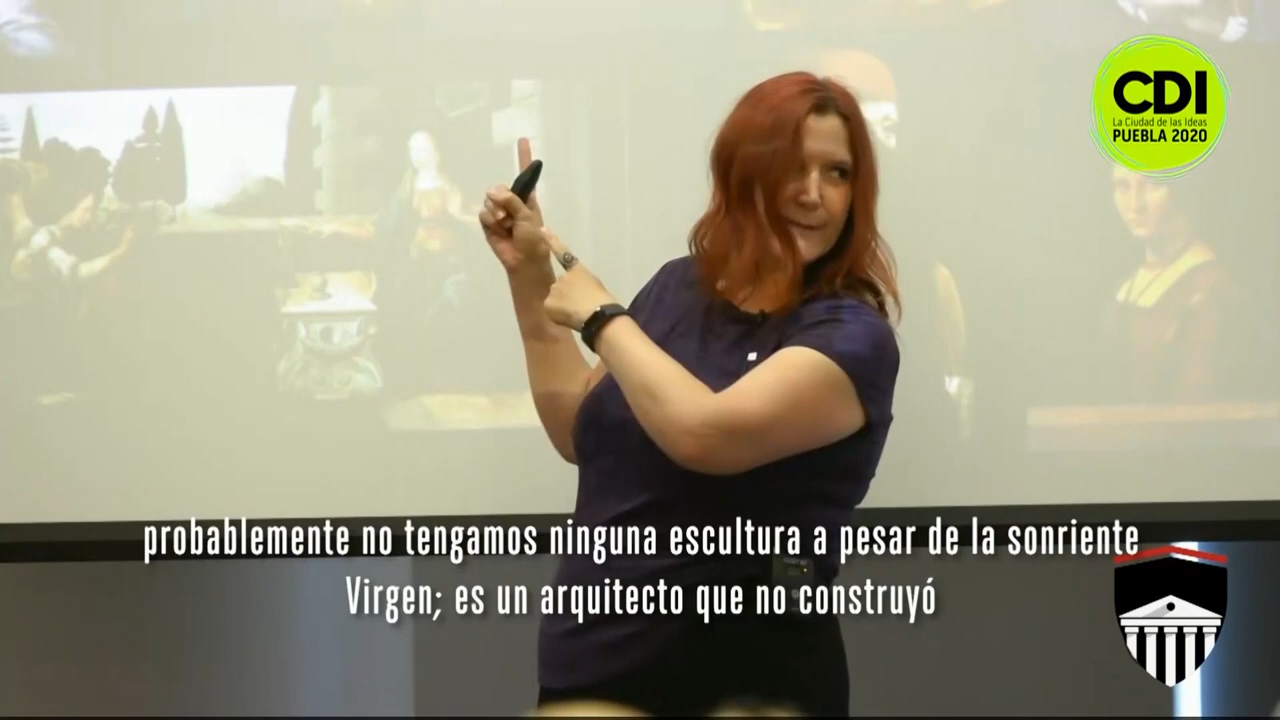 CDI
La Ciudad de las Ideas
PUEBLA 2020
probablemente no tengamos ninguna escultura a pesar de la sonriente
Virgen; es un arquitecto que no construyó